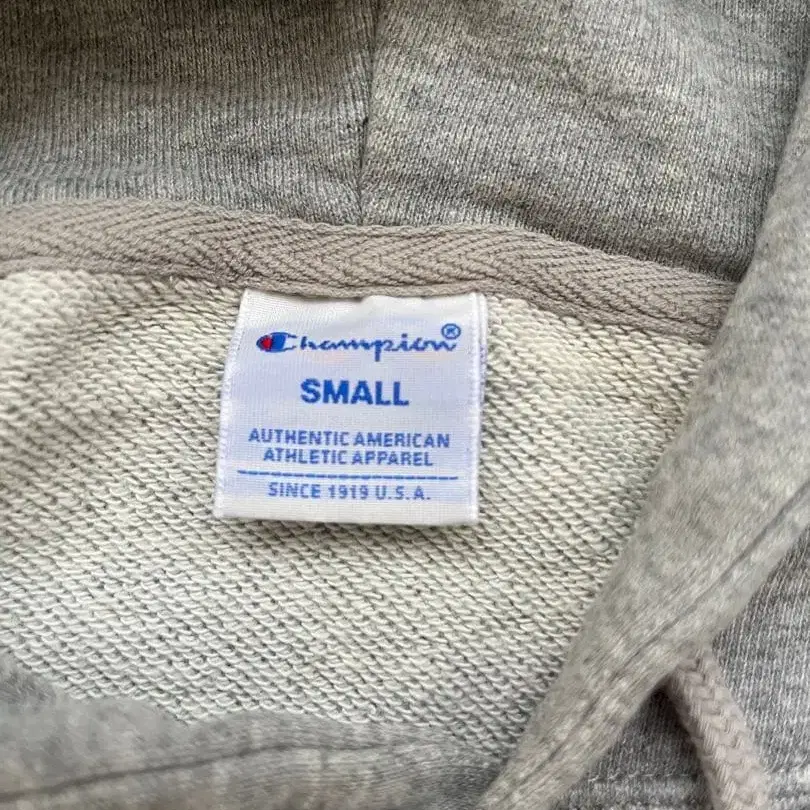 Champion®
SMALL
AUTHENTIC AMERICAN
ATHLETIC APPAREL
SINCE 1919 U.S.A.